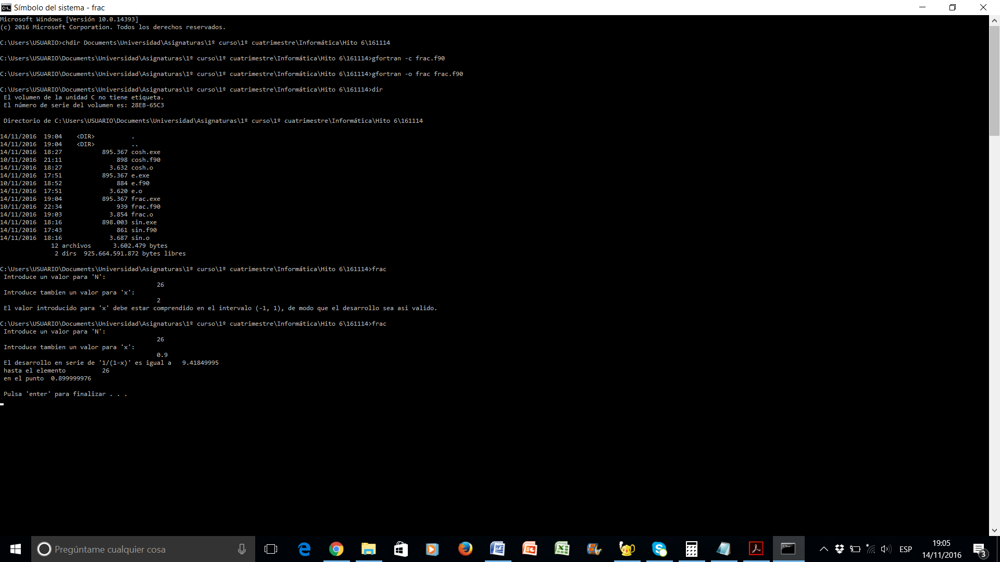 Símbolo del sistema - frac
Microsoft Windows [Versión 10.0.14393]
(c) 2016 Microsoft Corporation. Todos los derechos reservados.
C:\Users\USUARIO>chdir Documents\Universidad\Asignaturas\1º curso\1º cuatrimestre\Informática\Hito 6\161114
C:\Users\USUARIO\Documents\Universidad\Asignaturas\1º curso\1º cuatrimestre\Informática\Hito 6\161114>gfortran -c frac.f90
C:\Users\USUARIO\Documents\Universidad\Asignaturas\1º curso\1º cuatrimestre\Informática\Hito 6\161114>gfortran -o frac frac.f90
C:\Users\USUARIO\Documents\Universidad\Asignaturas\1º curso\1º cuatrimestre\Informática\Hito 6\161114>dir
El volumen de la unidad C no tiene etiqueta.
El número de serie del volumen es: 28EB-65C3
Directorio de C:\Users\USUARIO\Documents\Universidad\Asignaturas\1º curso\1º cuatrimestre\Informática\Hito 6\161114
14/11/2016  19:04    <DIR>          .
14/11/2016  19:04    <DIR>          ..
14/11/2016  18:27           895.367 cosh.exe
10/11/2016  21:11               898 cosh.f90
14/11/2016  18:27             3.632 cosh.o
14/11/2016  17:51           895.367 e.exe
10/11/2016  18:52               884 e.f90
14/11/2016  17:51             3.620 e.o
14/11/2016  19:04           895.367 frac.exe
10/11/2016  22:34               939 frac.f90
14/11/2016  19:03             3.854 frac.o
14/11/2016  18:16           898.003 sin.exe
14/11/2016  17:43               861 sin.f90
14/11/2016  18:16             3.687 sin.o
12 archivos      3.602.479 bytes
2 dirs  925.664.591.872 bytes libres
C:\Users\USUARIO\Documents\Universidad\Asignaturas\1º curso\1º cuatrimestre\Informática\Hito 6\161114>frac
Introduce un valor para 'N':
26
Introduce tambien un valor para 'x':
2
El valor introducido para 'x' debe estar comprendido en el intervalo (-1, 1), de modo que el desarrollo sea asi valido.
C:\Users\USUARIO\Documents\Universidad\Asignaturas\1º curso\1º cuatrimestre\Informática\Hito 6\161114>frac
Introduce un valor para 'N':
26
Introduce tambien un valor para 'x':
0.9
El desarrollo en serie de '1/(1-x)' es igual a   9.41849995
hasta el elemento          26
en el punto  0.899999976
Pulsa 'enter' para finalizar . . .
Pregúntame cualquier cosa
ESP
19:05
14/11/2016
3